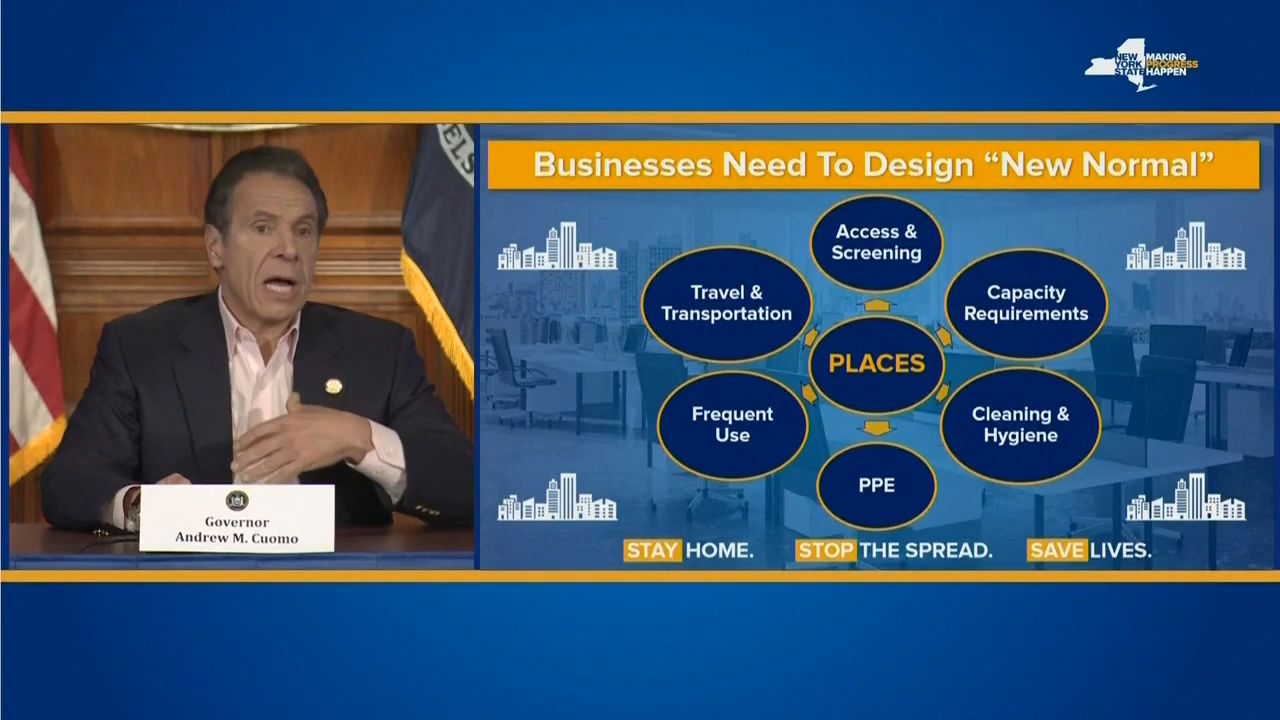 NEW
YORK
STATE
MAKING
PROGRESS
HAPPEN
ELS
Governor
Andrew M. Cuomo
Businesses Need To Design “New Normal”
Access &
Screening
Travel &
Transportation
Capacity
Requirements
PLACES
Frequent
Use
Cleaning &
Hygiene
PPE
STAY HOME. STOP THE SPREAD. SAVE LIVES.